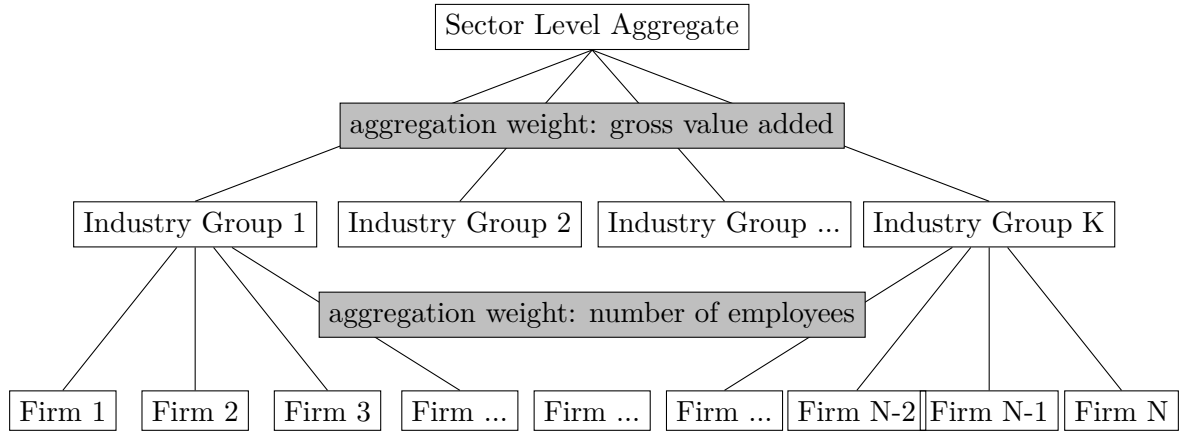 Sector Level Aggregate
aggregation weight: gross value added
Industry Group 1
Industry Group 2
Industry Group ...
Industry Group K
aggregation weight: number of employees
Firm 1
Firm 2
Firm 3
Firm ...
Firm ...
Firm ...
Firm N-2
Firm N-1
Firm N